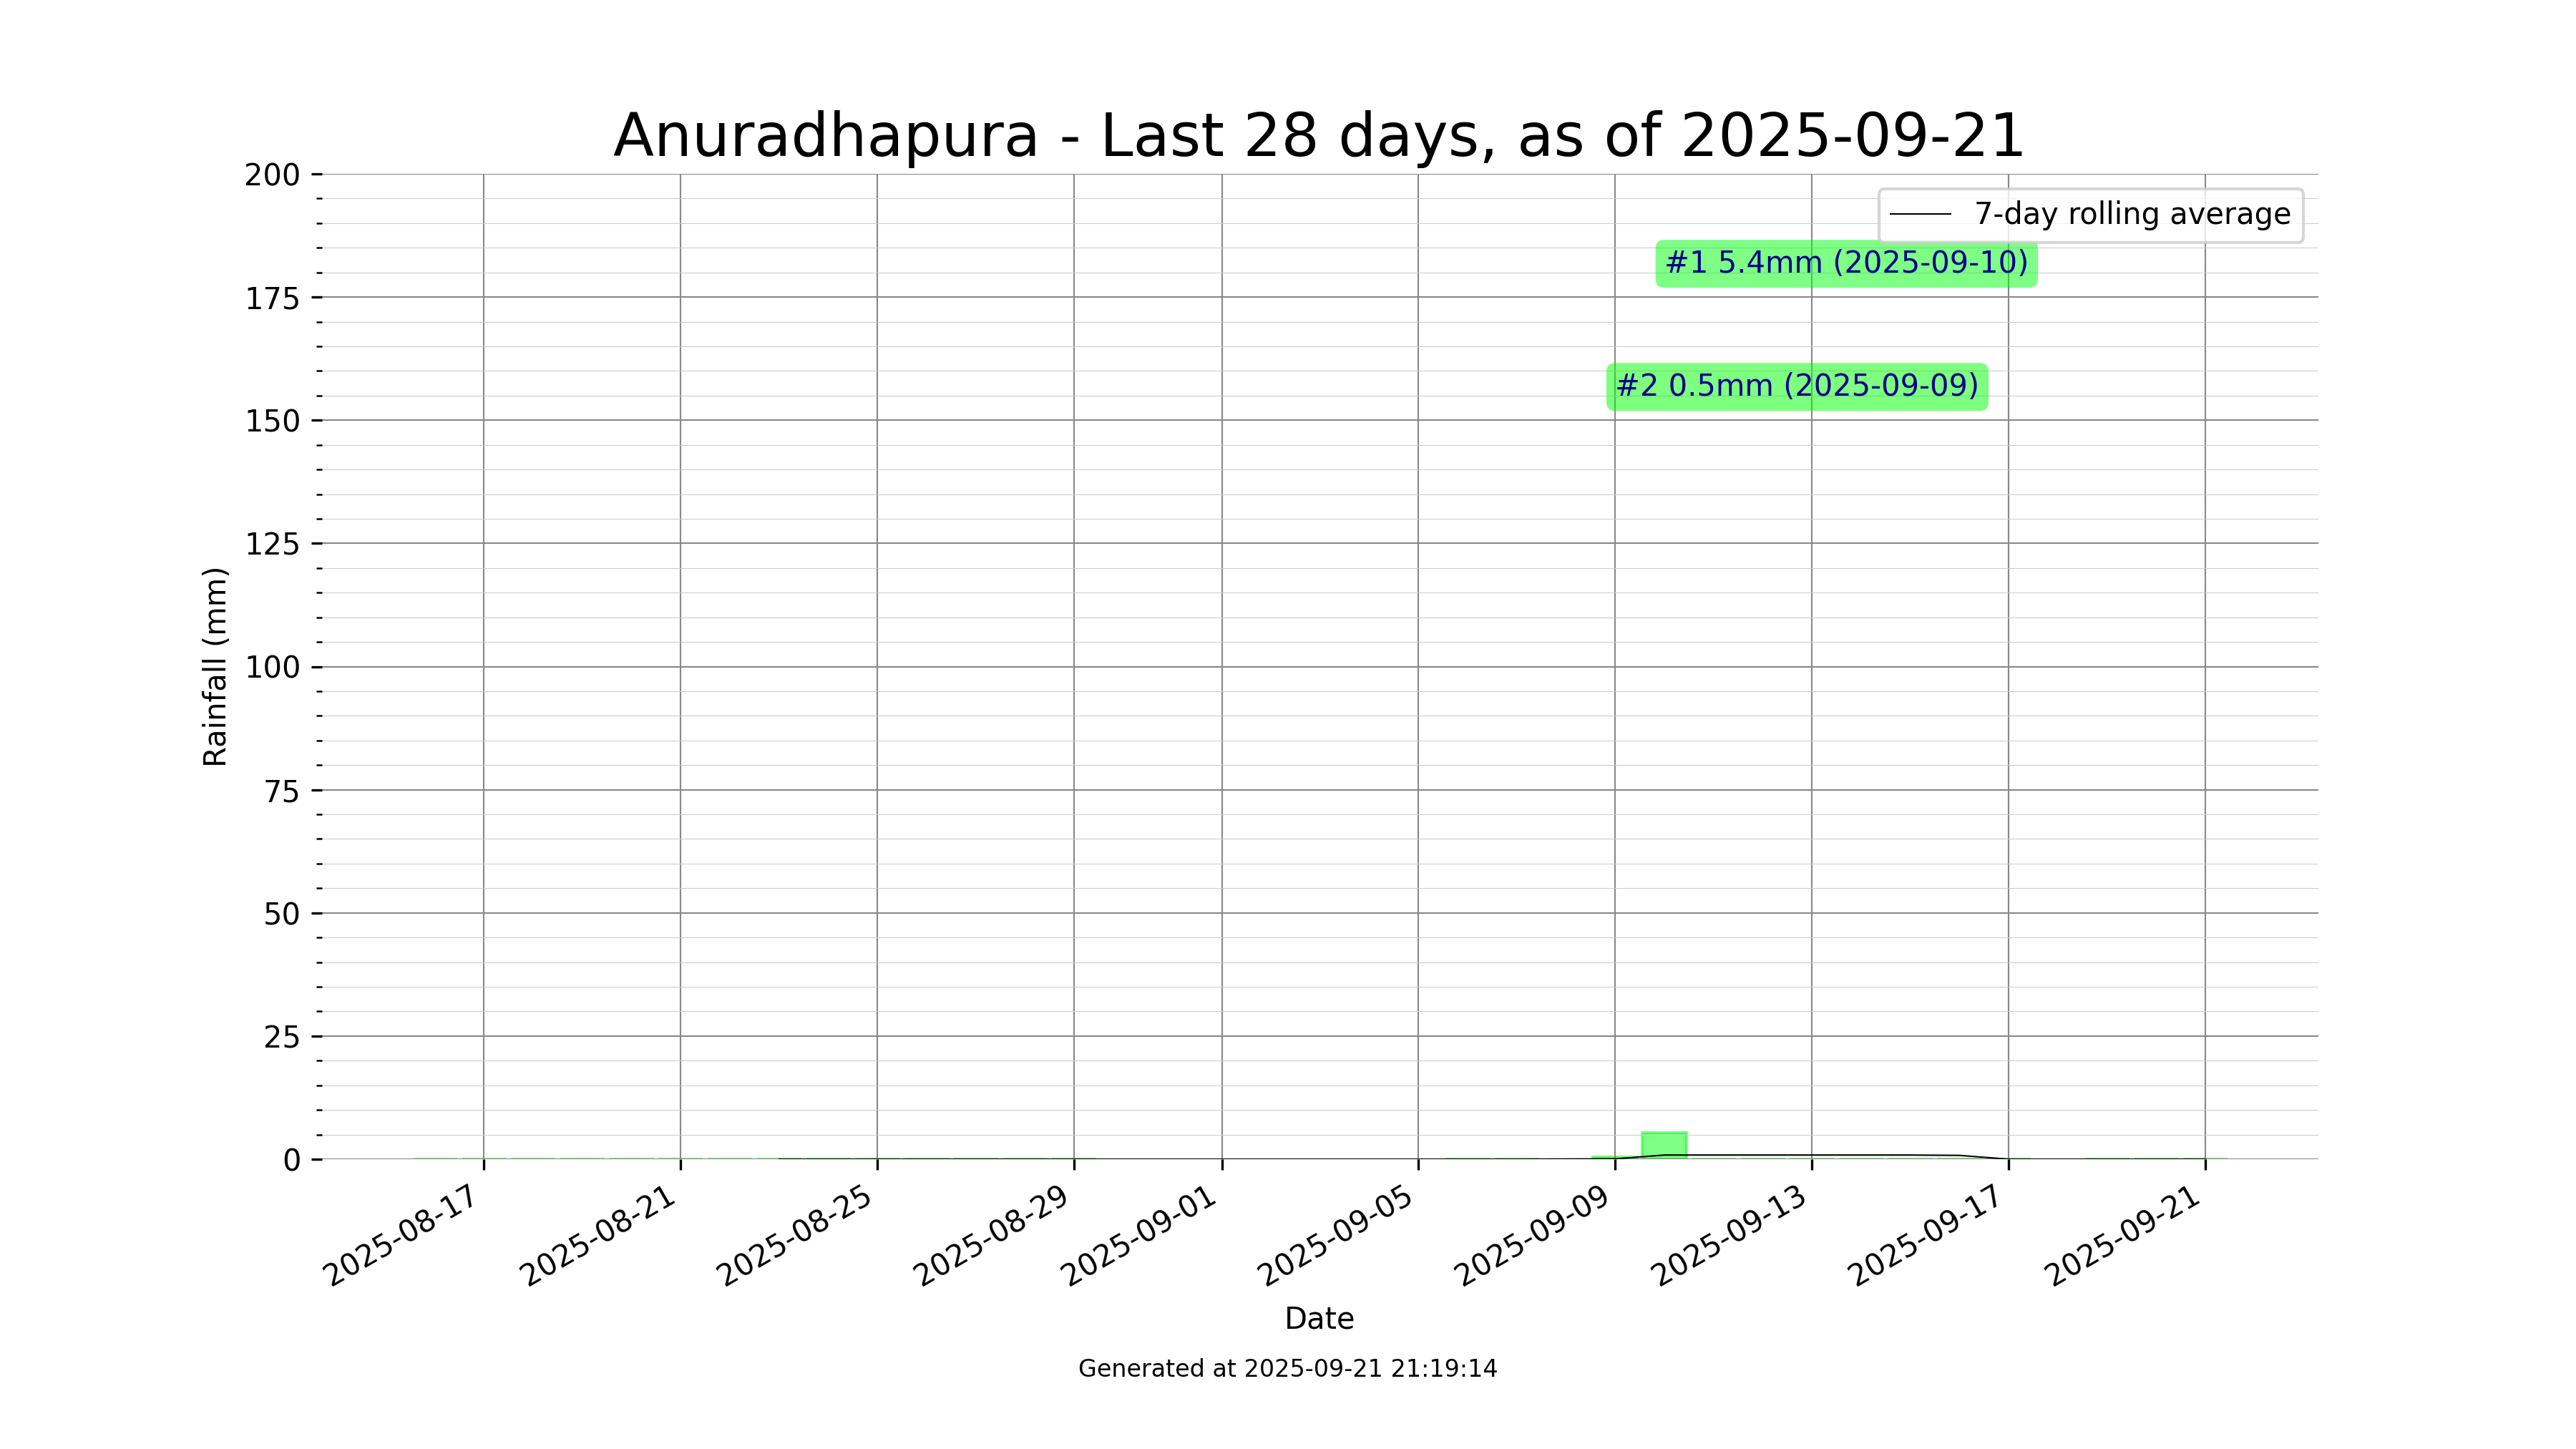 Anuradhapura - Last 28 days, as of 2025-09-21
7-day rolling average
#1 5.4mm (2025-09-10)
#2 0.5mm (2025-09-09)
Rainfall (mm)
200
175
150
125
100
75
50
25
0
2025-08-17
2025-08-21
2025-08-25
2025-08-29
2025-09-01
2025-09-05
2025-09-09
2025-09-13
2025-09-17
2025-09-21
Date
Generated at 2025-09-21 21:19:14